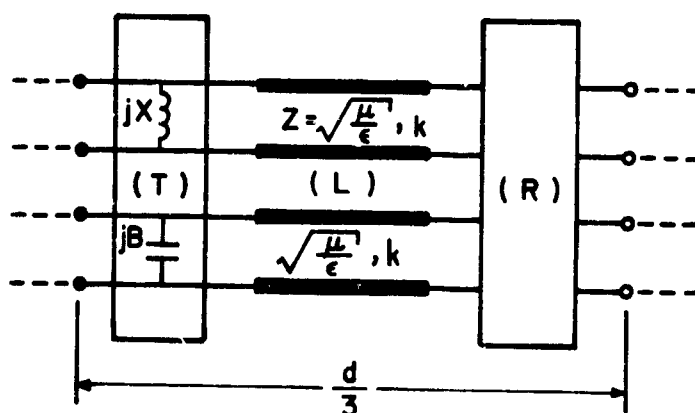 jX
Z=√μ/ε , k
(T)
(L)
(R)
jB
√μ/ε , k
d/3